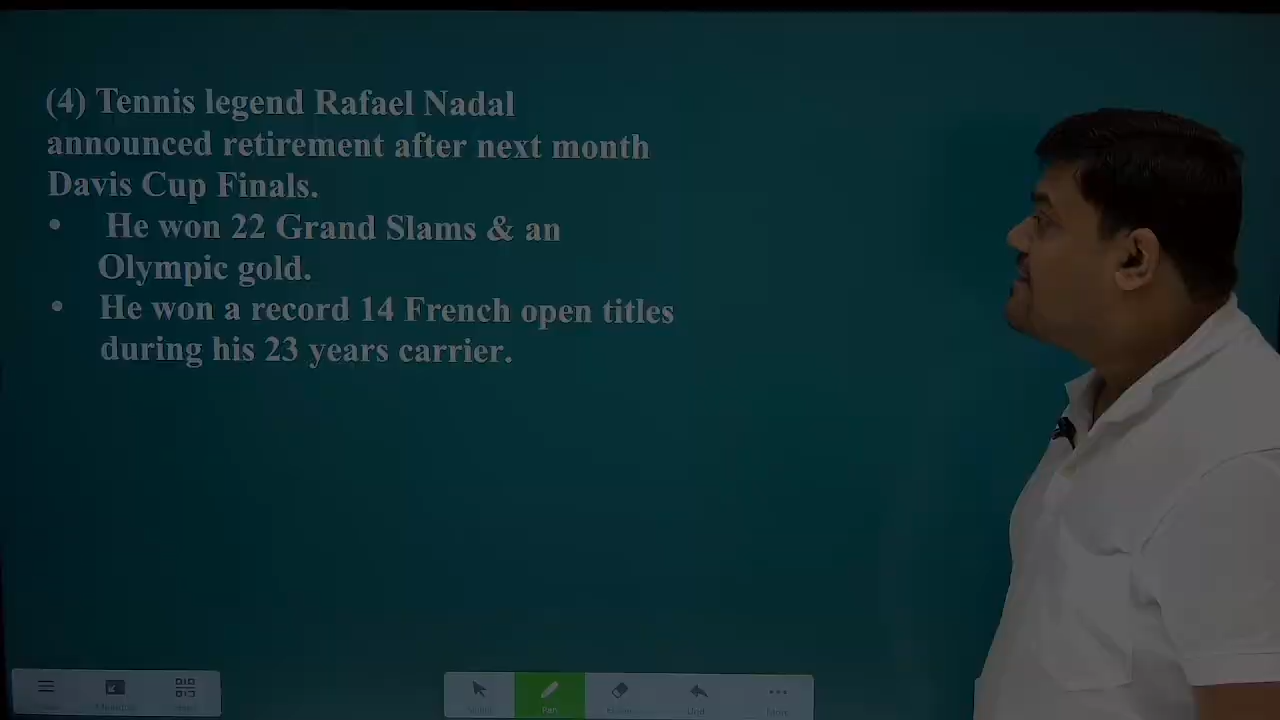 (4) Tennis legend Rafael Nadal
announced retirement after next month
Davis Cup Finals.
• He won 22 Grand Slams & an
Olympic gold.
• He won a record 14 French open titles
during his 23 years carrier.
Pan